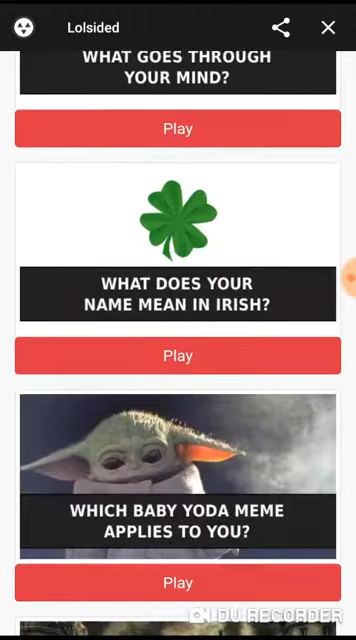 Lolsided
WHAT GOES THROUGH
YOUR MIND?
Play
WHAT DOES YOUR
NAME MEAN IN IRISH?
Play
WHICH BABY YODA MEME
APPLIES TO YOU?
Play
DU RECORDER